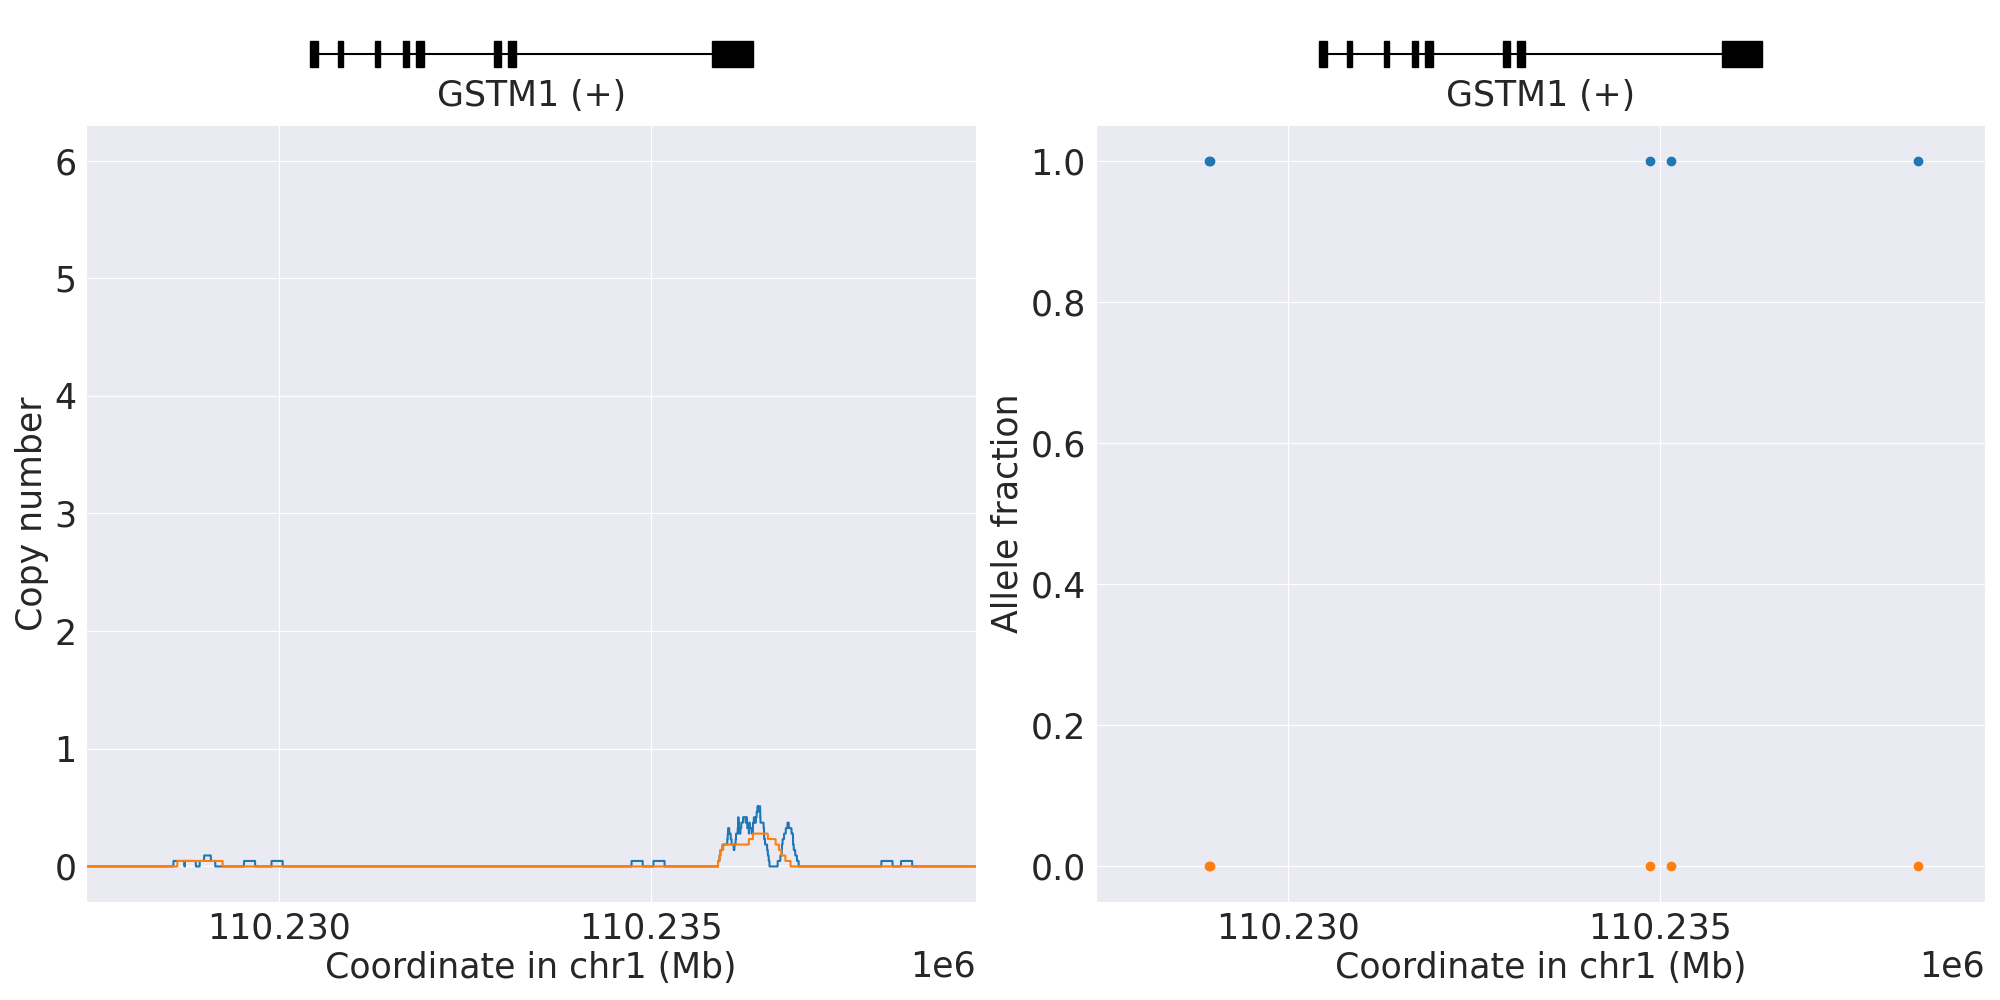 GSTM1 (+)
6
5
4
3
2
1
0
Copy number
110.230
110.235
Coordinate in chr1 (Mb)
1e6
GSTM1 (+)
1.0
0.8
0.6
0.4
0.2
0.0
Allele fraction
110.230
110.235
Coordinate in chr1 (Mb)
1e6